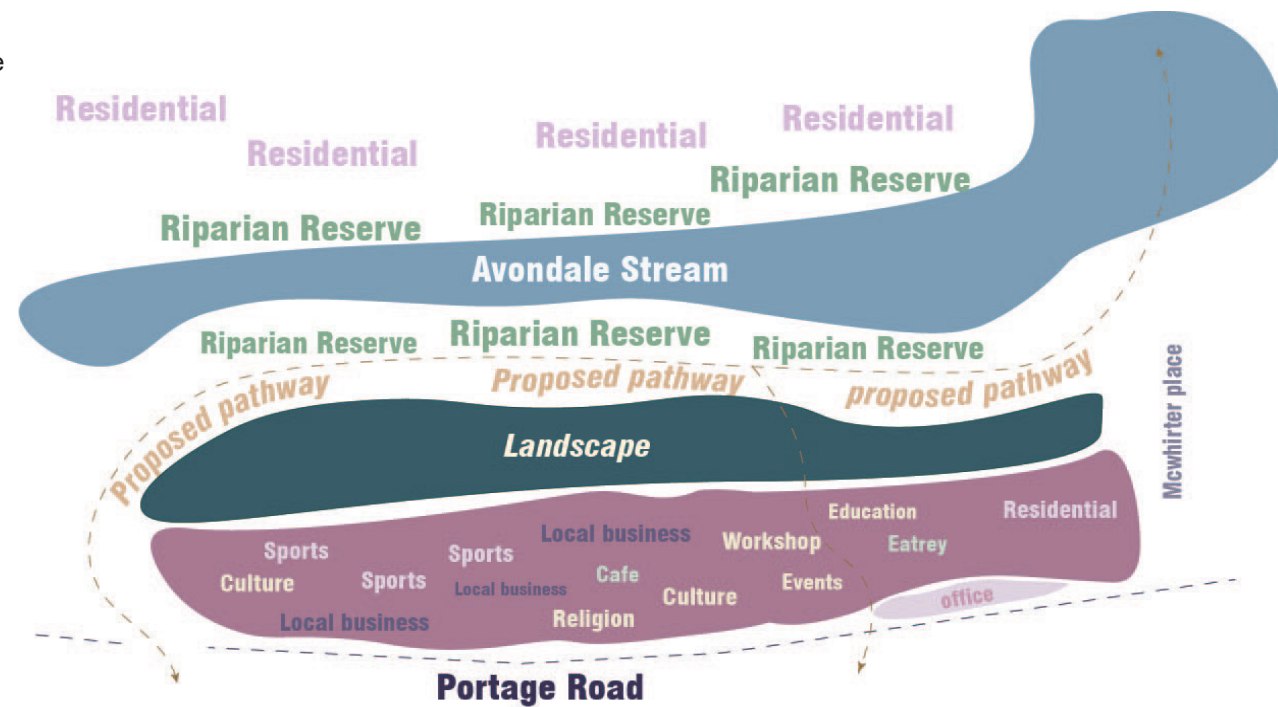 e
Residential
Residential
Residential
Residential
Riparian Reserve
Riparian Reserve
Riparian Reserve
Avondale Stream
Riparian Reserve
Riparian Reserve
Riparian Reserve
Proposed pathway
Proposed pathway
proposed pathway
Mcwhirter place
Landscape
Education
Residential
Local business
Workshop
Eatrey
Sports
Sports
Culture
Sports
Cafe
Events
Local business
Culture
office
Local business
Religion
Portage Road